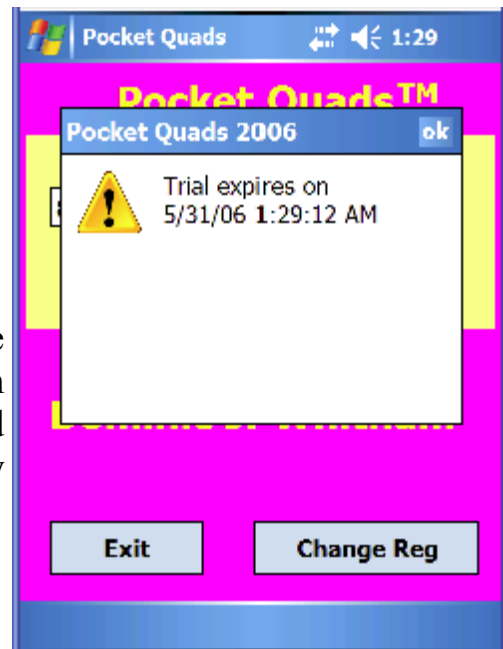 Pocket Quads 1:29
Pocket Quads™
Pocket Quads 2006 ok
Trial expires on
5/31/06 1:29:12 AM
Exit Change Reg